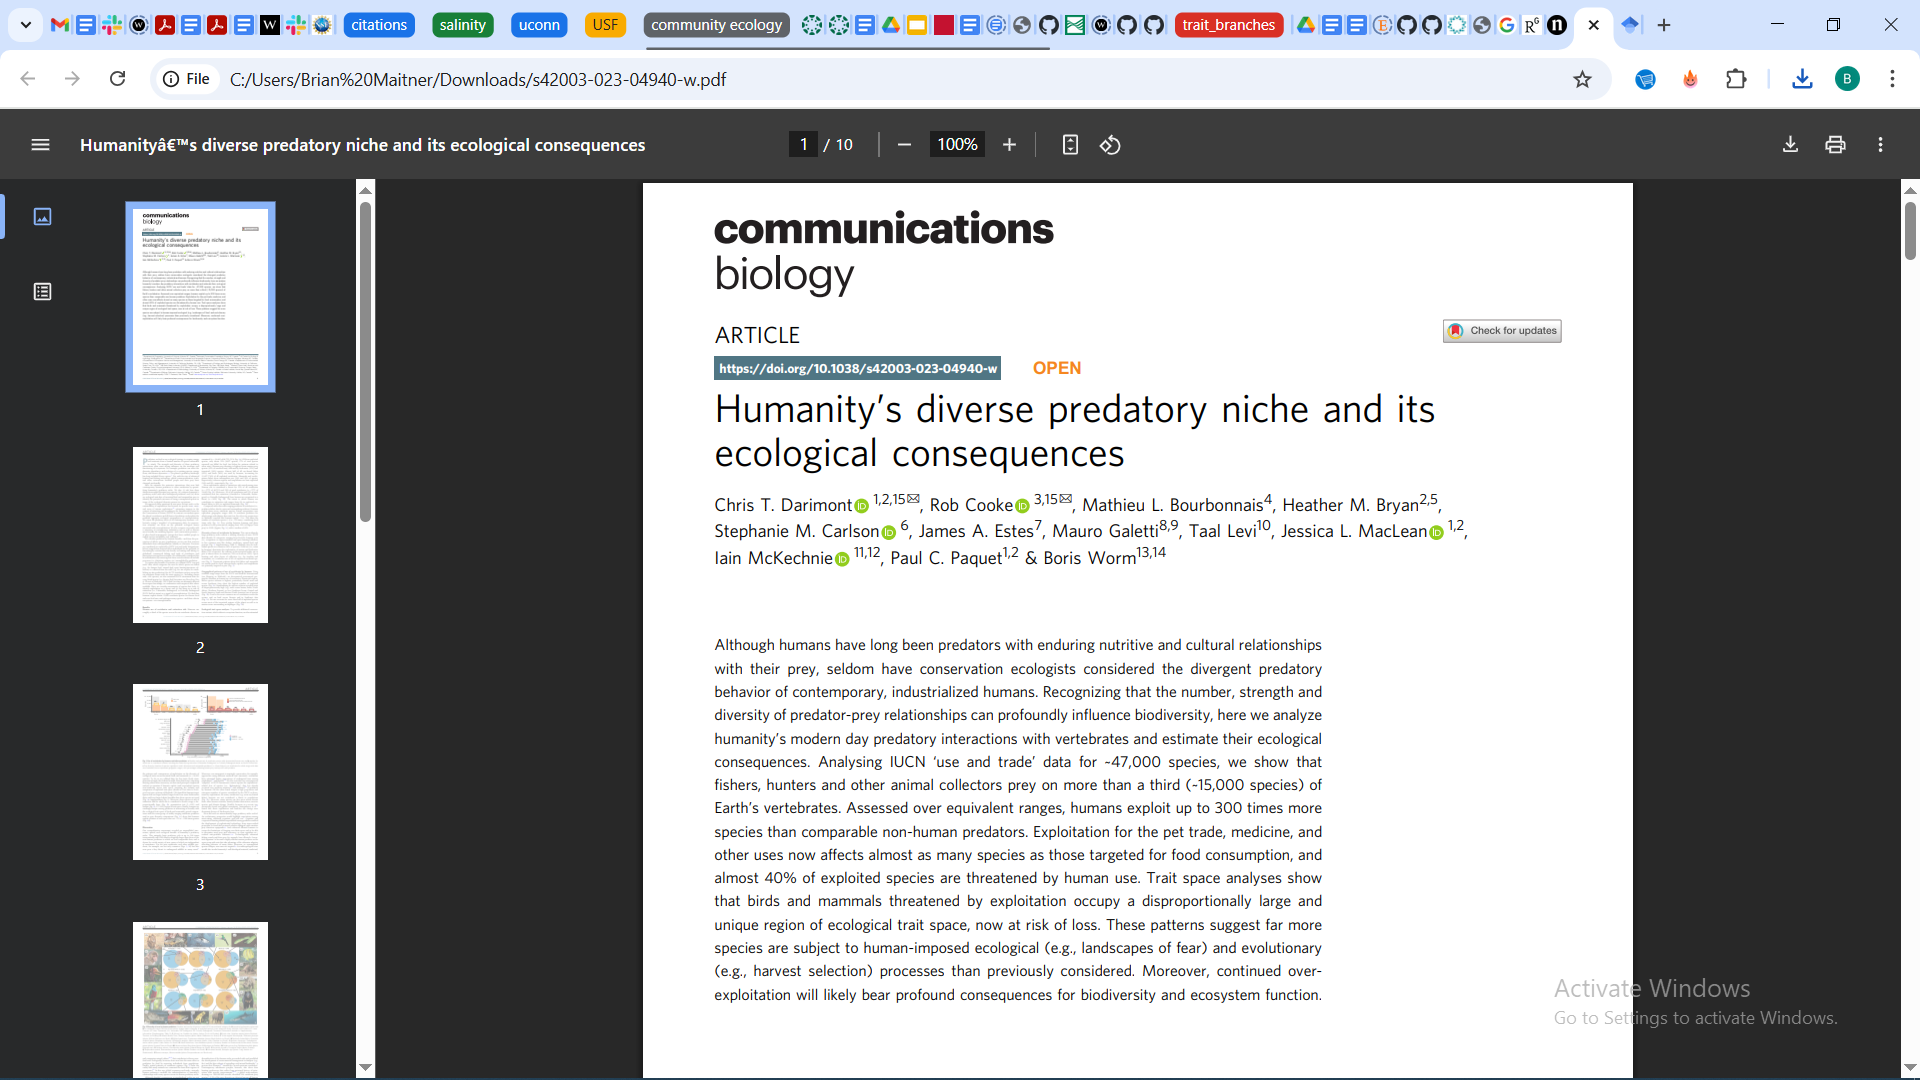 citations
salinity
uconn
USF
community ecology
trait_branches
File
C:/Users/Brian%20Maitner/Downloads/s42003-023-04940-w.pdf
B
Humanityâ€™s diverse predatory niche and its ecological consequences
1 / 10
100%
1
2
3
communications
biology
ARTICLE
Check for updates
https://doi.org/10.1038/s42003-023-04940-w
OPEN
Humanity’s diverse predatory niche and its
ecological consequences
Chris T. Darimont 1,2,15✉, Rob Cooke 3,15✉, Mathieu L. Bourbonnais4, Heather M. Bryan2,5,
Stephanie M. Carlson 6, James A. Estes7, Mauro Galetti8,9, Taal Levi10, Jessica L. MacLean 1,2,
Iain McKechnie 11,12, Paul C. Paquet1,2 & Boris Worm13,14
Although humans have long been predators with enduring nutritive and cultural relationships
with their prey, seldom have conservation ecologists considered the divergent predatory
behavior of contemporary, industrialized humans. Recognizing that the number, strength and
diversity of predator-prey relationships can profoundly influence biodiversity, here we analyze
humanity’s modern day predatory interactions with vertebrates and estimate their ecological
consequences. Analysing IUCN ‘use and trade’ data for ~47,000 species, we show that
fishers, hunters and other animal collectors prey on more than a third (~15,000 species) of
Earth’s vertebrates. Assessed over equivalent ranges, humans exploit up to 300 times more
species than comparable non-human predators. Exploitation for the pet trade, medicine, and
other uses now affects almost as many species as those targeted for food consumption, and
almost 40% of exploited species are threatened by human use. Trait space analyses show
that birds and mammals threatened by exploitation occupy a disproportionally large and
unique region of ecological trait space, now at risk of loss. These patterns suggest far more
species are subject to human-imposed ecological (e.g., landscapes of fear) and evolutionary
(e.g., harvest selection) processes than previously considered. Moreover, continued over-
exploitation will likely bear profound consequences for biodiversity and ecosystem function.
Activate Windows
Go to Settings to activate Windows.